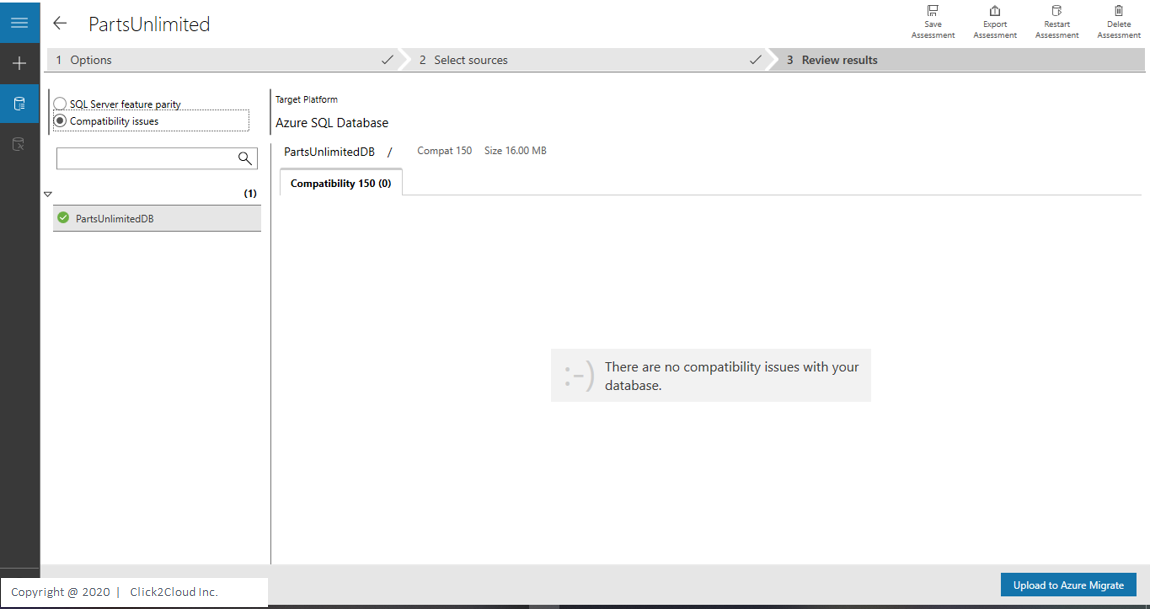 PartsUnlimited
Save Assessment
Export Assessment
Restart Assessment
Delete Assessment
1 Options
2 Select sources
3 Review results
SQL Server feature parity
Compatibility issues
(1)
PartsUnlimitedDB
Target Platform
Azure SQL Database
PartsUnlimitedDB / Compat 150 Size 16.00 MB
Compatibility 150 (0)
:-) There are no compatibility issues with your
database.
Upload to Azure Migrate
Copyright @ 2020 | Click2Cloud Inc.